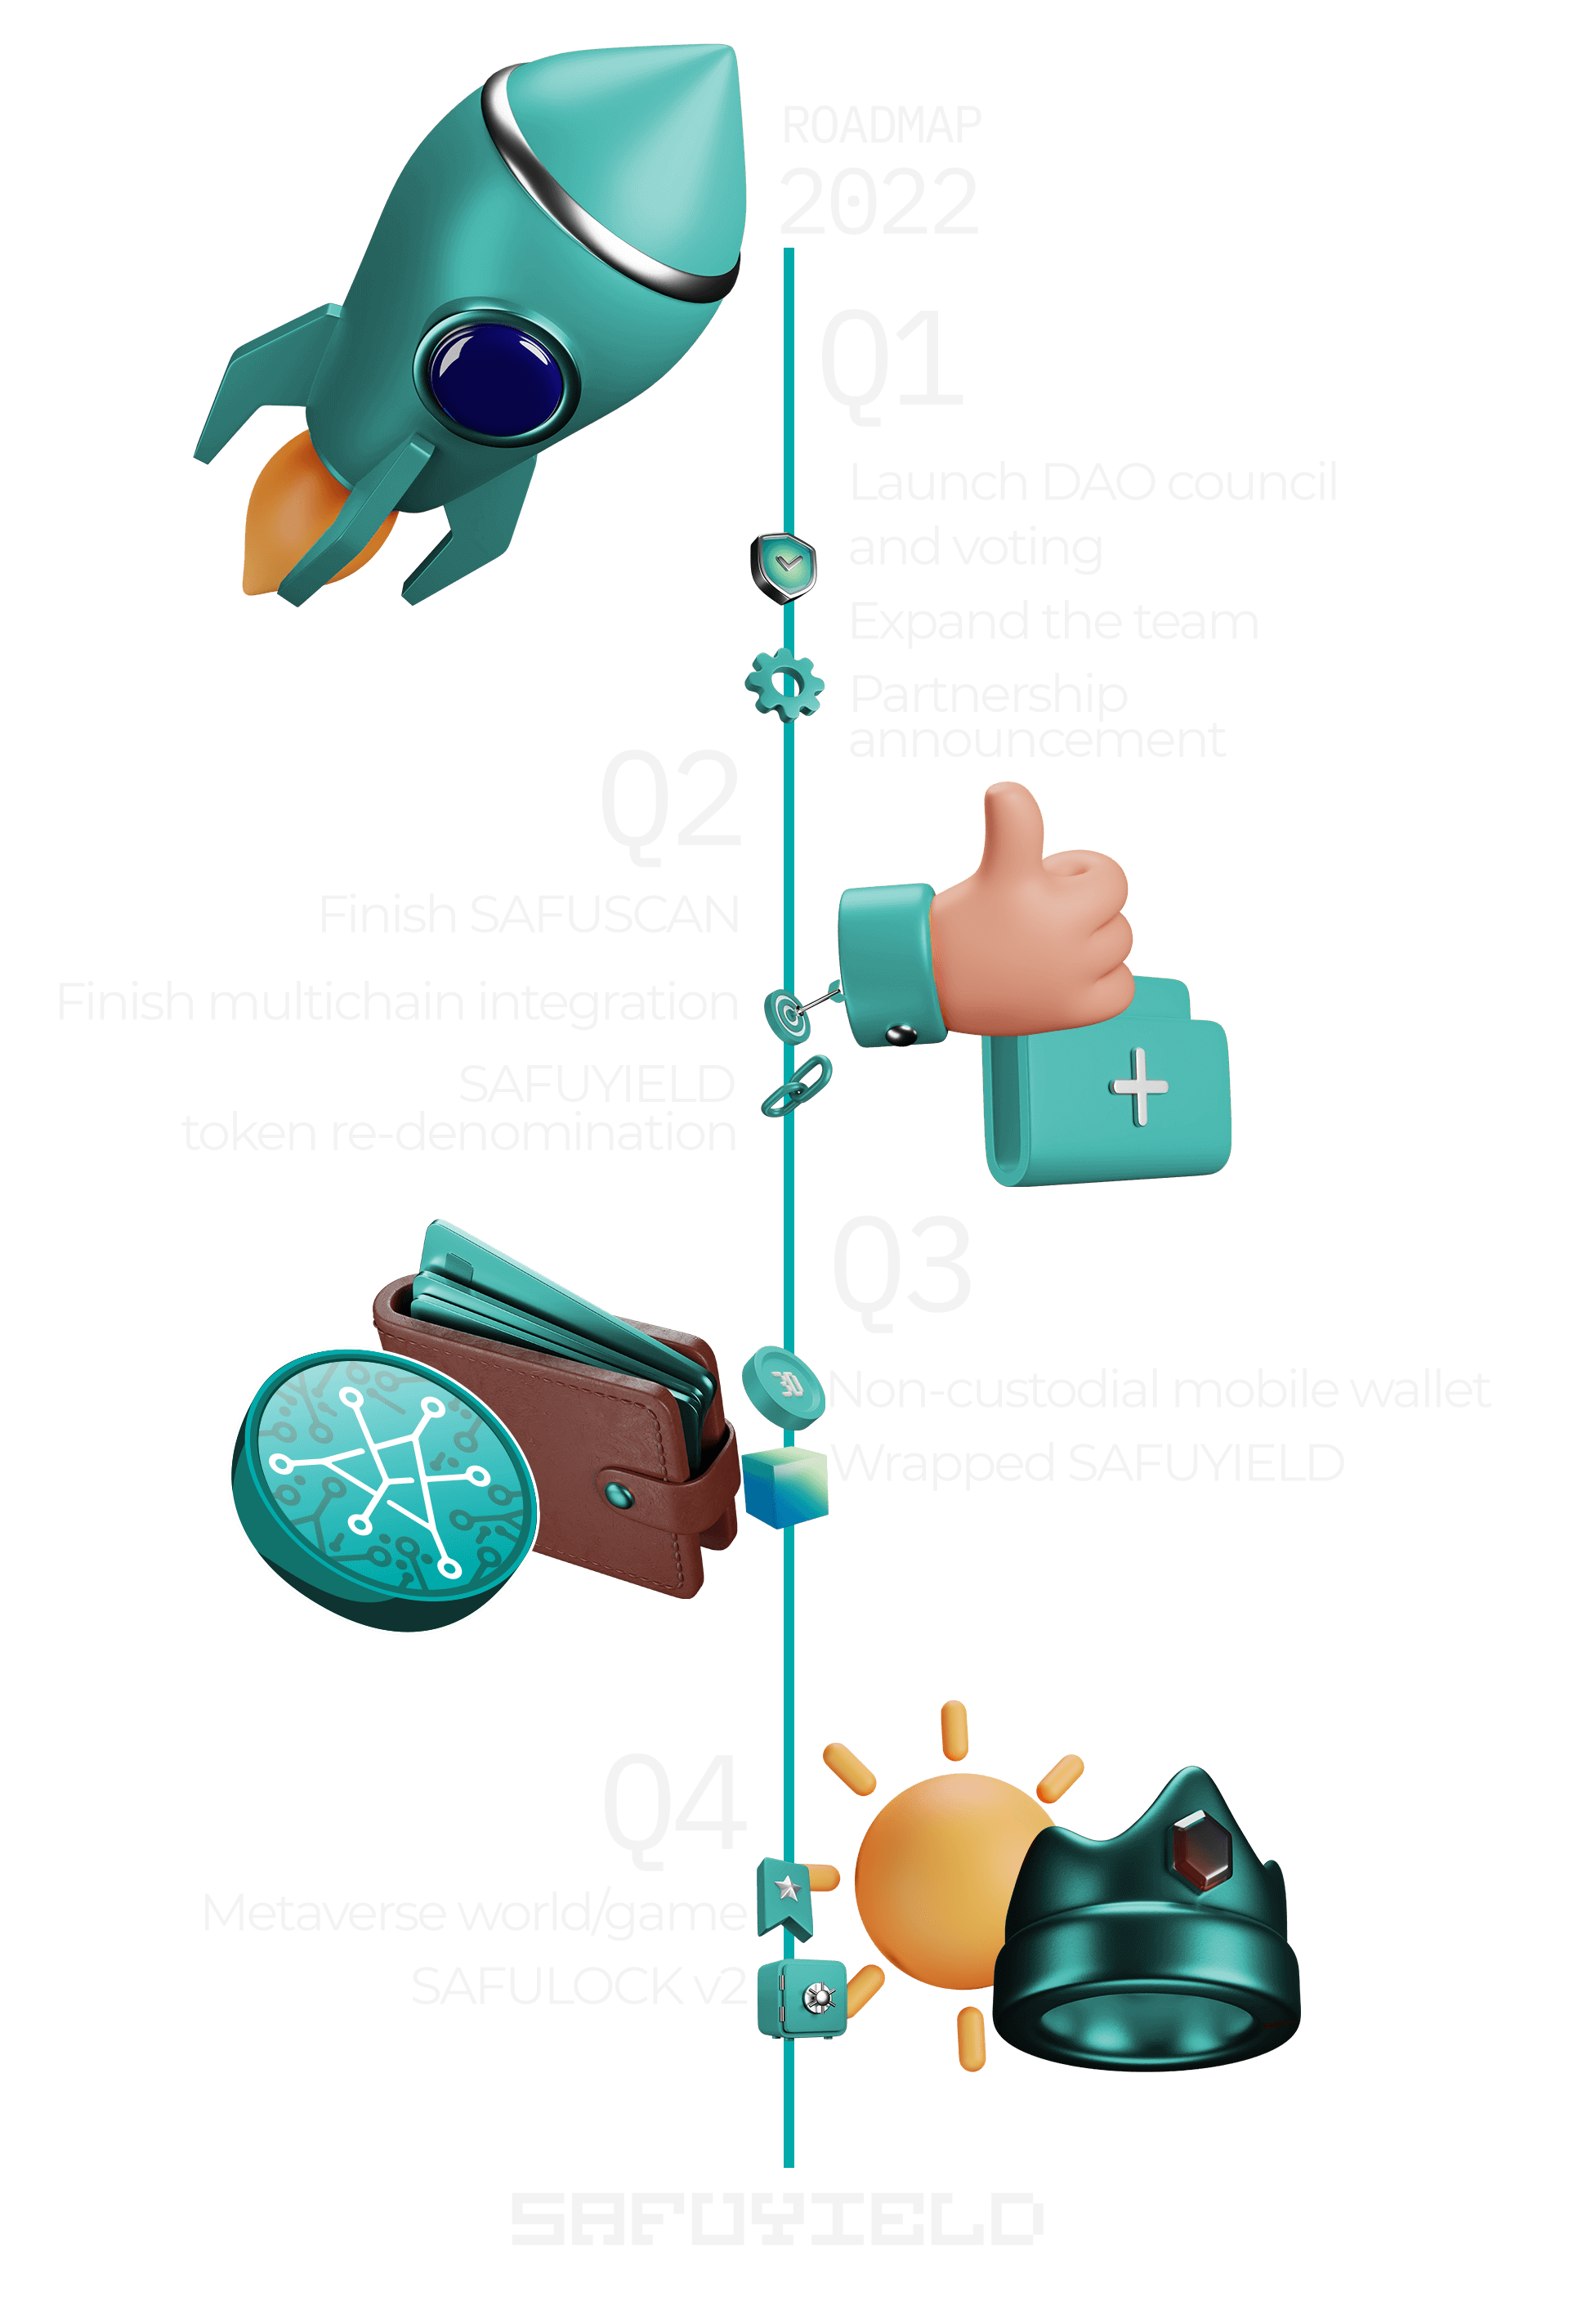 ROADMAP
2022
Q1
Launch DAO council
and voting
Expand the team
Partnership
announcement
Q2
Finish SAFUSCAN
Finish multichain integration
SAFUYIELD
token re-denomination
Q3
Non-custodial mobile wallet
Wrapped SAFUYIELD
Q4
Metaverse world/game
SAFULOCK v2
SAFUYIELD